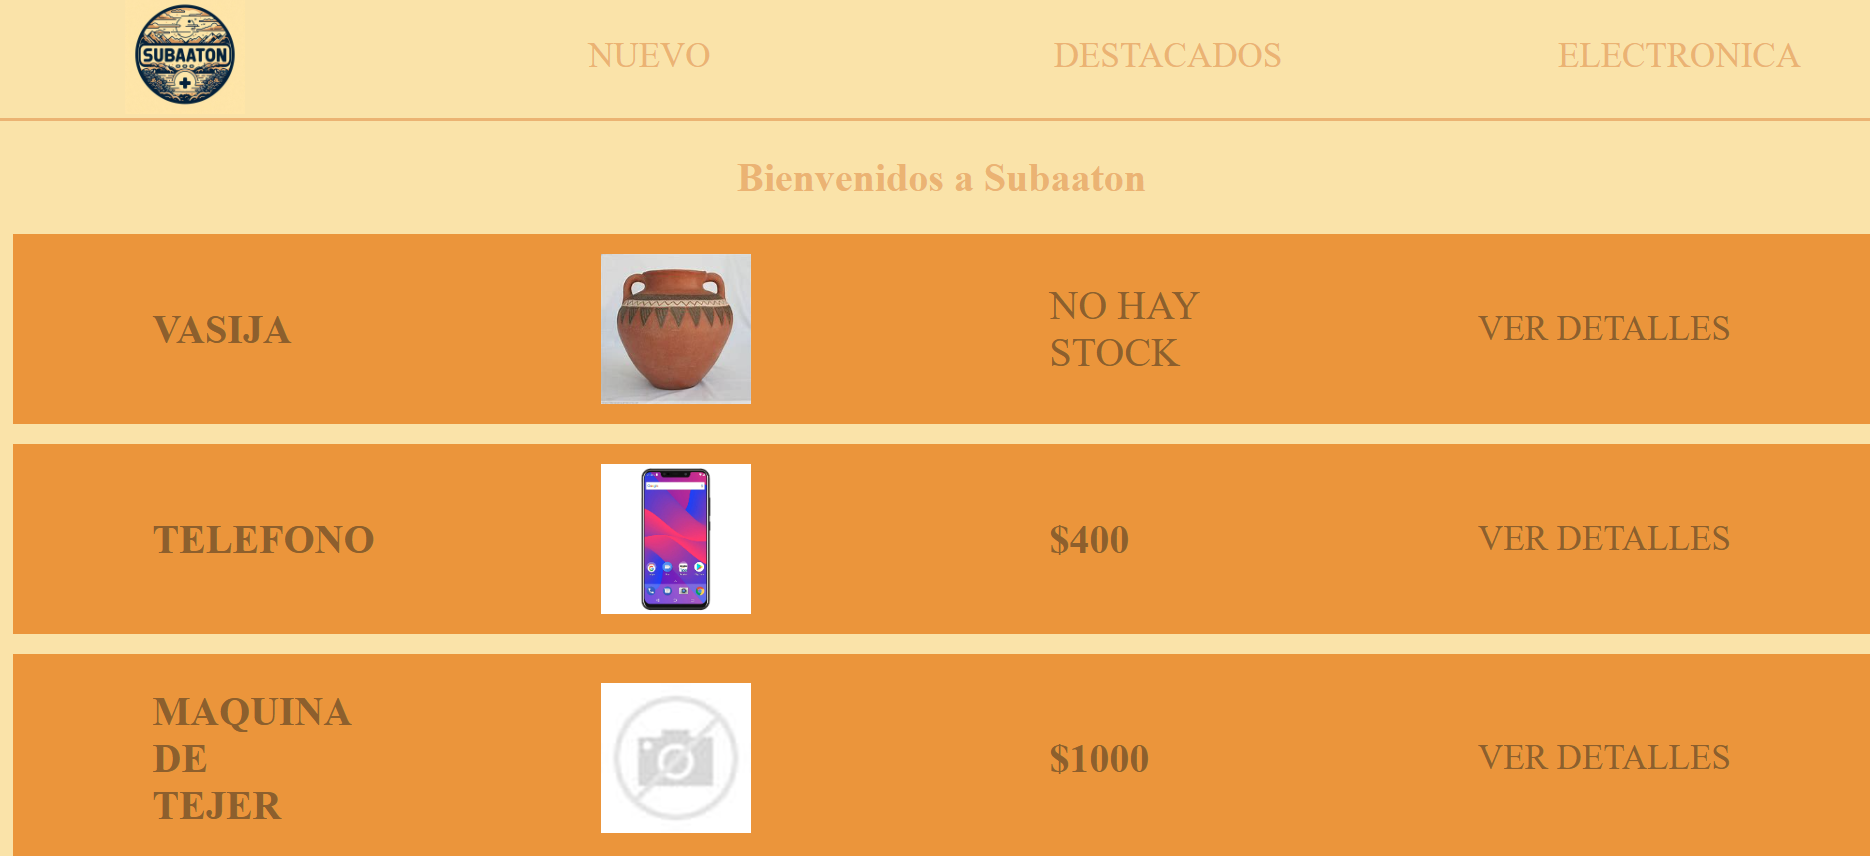 SUBAATON
NUEVO
DESTACADOS
ELECTRONICA
Bienvenidos a Subaaton
VASIJA
NO HAY
STOCK
VER DETALLES
TELEFONO
$400
VER DETALLES
MAQUINA
DE
TEJER
$1000
VER DETALLES